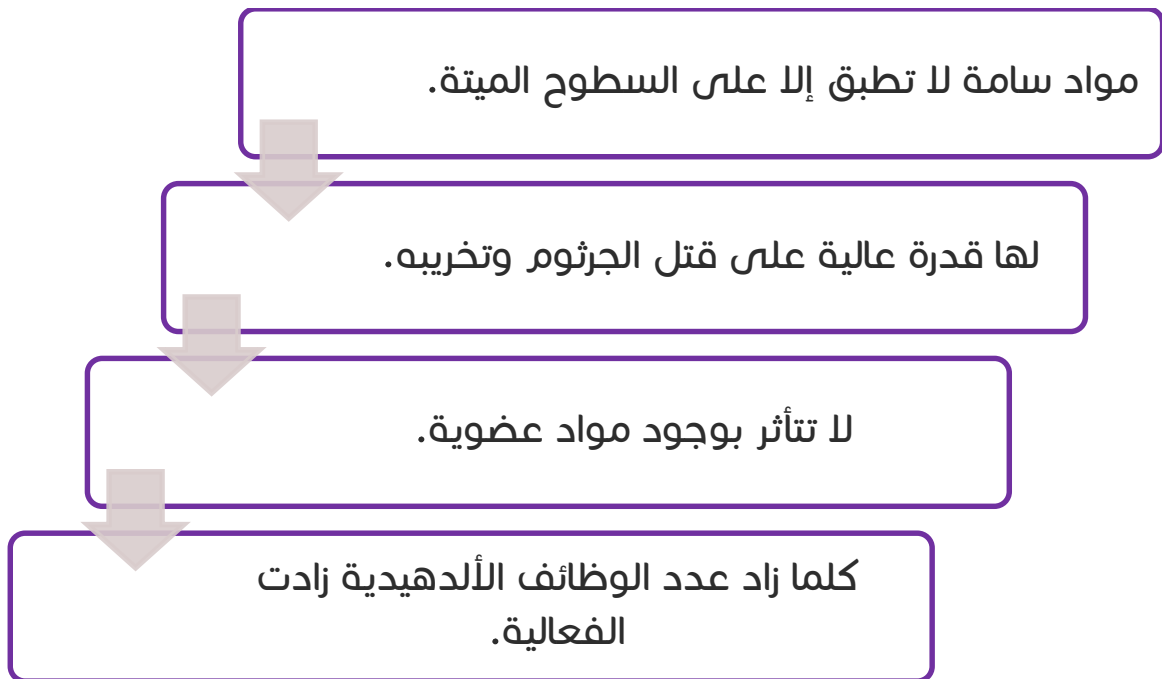 مواد سامة لا تطبق إلا على السطوح الميتة.
لها قدرة عالية على قتل الجرثوم وتخريبه.
لا تتأثر بوجود مواد عضوية.
كلما زاد عدد الوظائف الألدهيدية زادت
الفعالية.